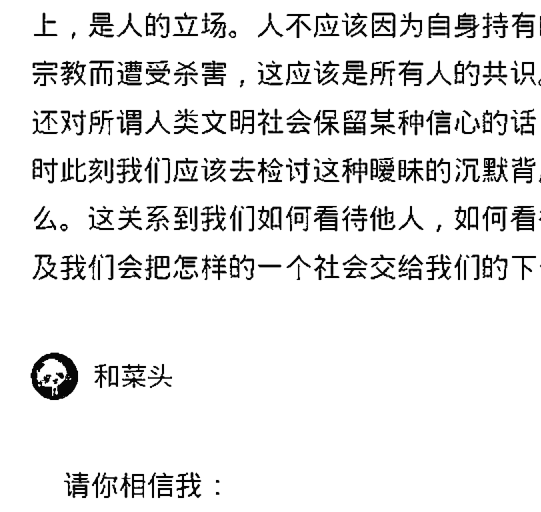 上，是人的立场。人不应该因为自身持有
宗教而遭受杀害，这应该是所有人的共识
还对所谓人类文明社会保留某种信心的话
时此刻我们应该去检讨这种暧昧的沉默背
么。这关系到我们如何看待他人，如何看
及我们会把怎样的一个社会交给我们的下
和菜头
请你相信我：